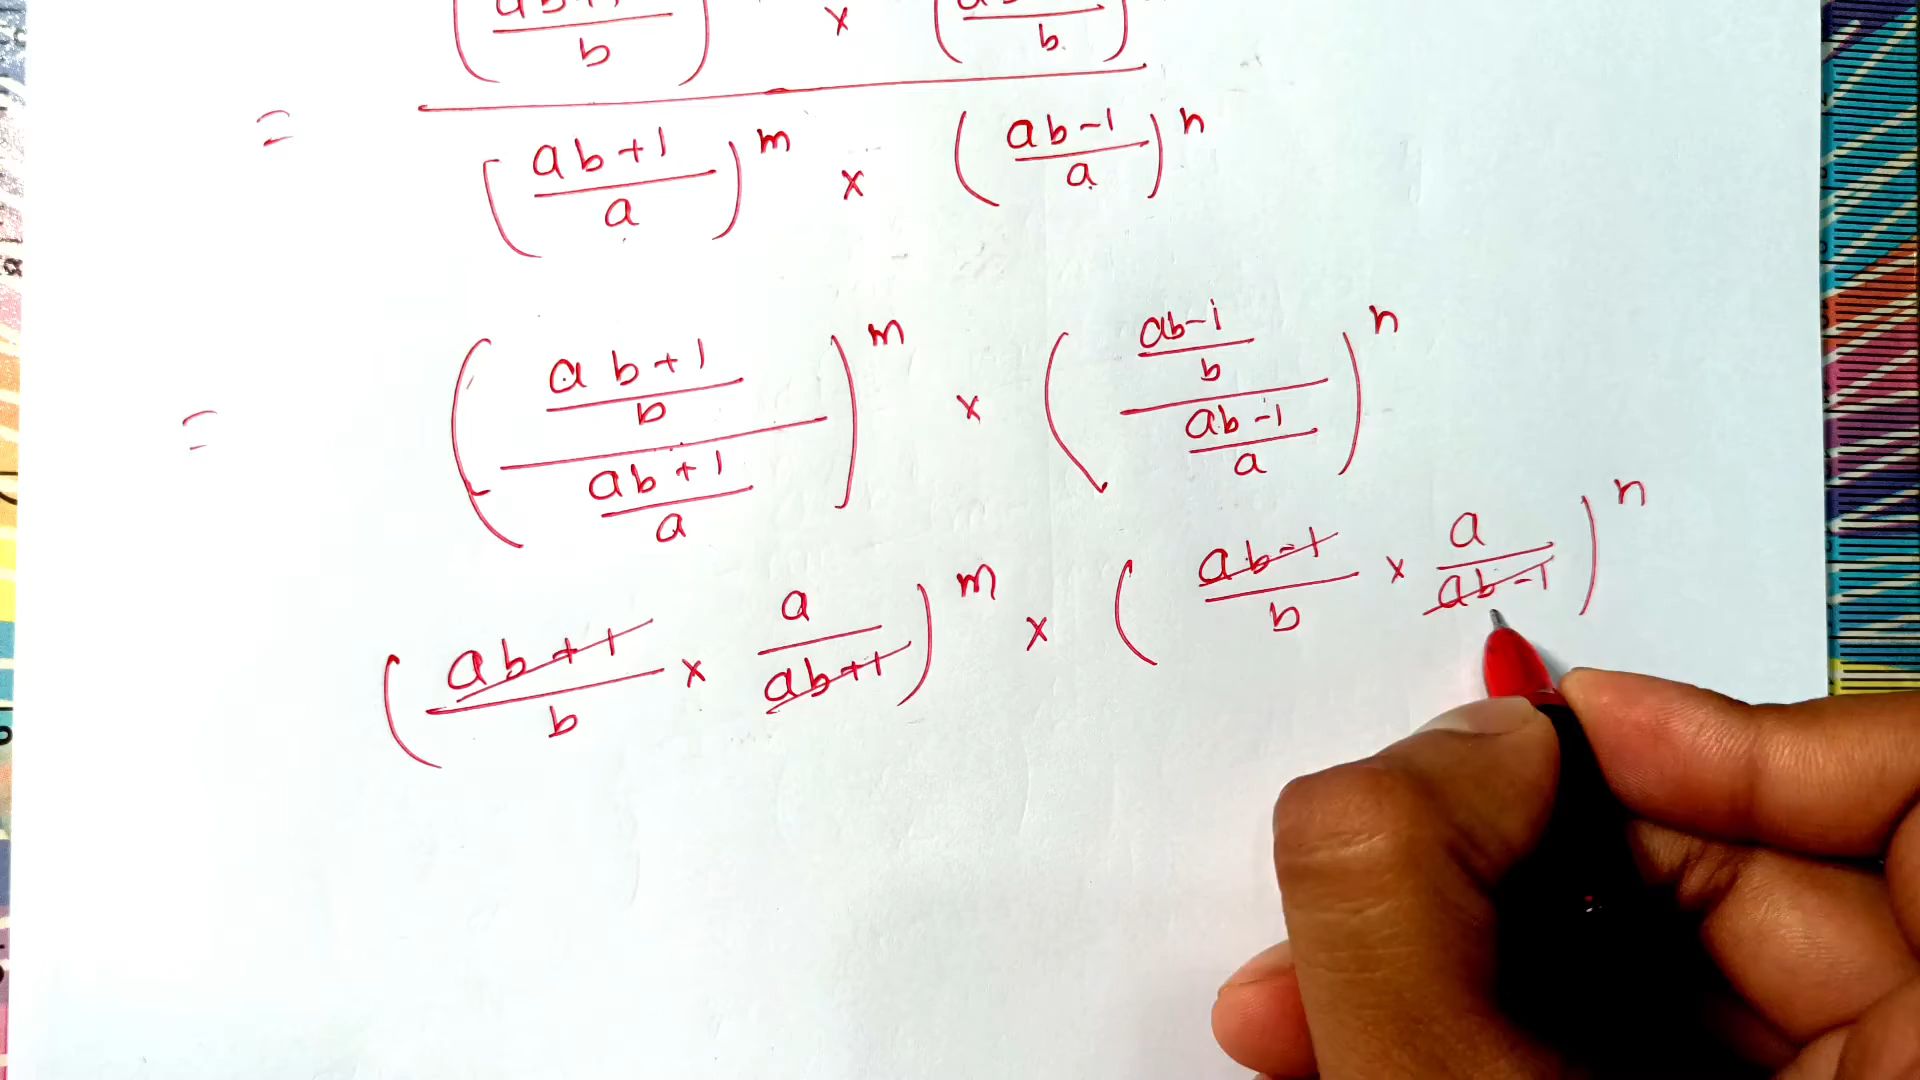 b × b
= (ab+1/a)^m × (ab-1/a)^n
= ((ab+1/b)/(ab+1/a))^m × ((ab-1/b)/(ab-1/a))^n
(ab+1/b × a/ab+1)^m × (ab-1/b × a/ab-1)^n